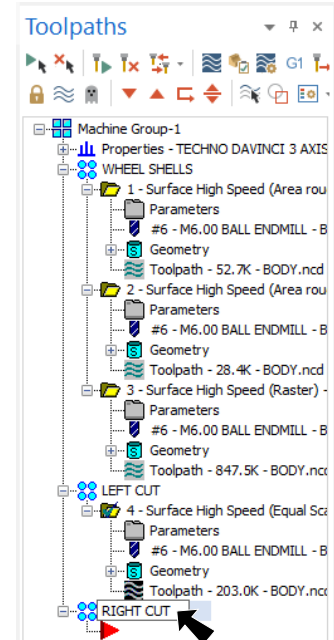 Toolpaths
G1
Machine Group-1
Properties - TECHNO DAVINCI 3 AXIS
WHEEL SHELLS
1 - Surface High Speed (Area rou
Parameters
#6 - M6.00 BALL ENDMILL - B
Geometry
Toolpath - 52.7K - BODY.ncd
2 - Surface High Speed (Area rou
Parameters
#6 - M6.00 BALL ENDMILL - B
Geometry
Toolpath - 28.4K - BODY.ncd
3 - Surface High Speed (Raster) -
Parameters
#6 - M6.00 BALL ENDMILL - B
Geometry
Toolpath - 847.5K - BODY.nc
LEFT CUT
4 - Surface High Speed (Equal Sca
Parameters
#6 - M6.00 BALL ENDMILL - B
Geometry
Toolpath - 203.0K - BODY.nc
RIGHT CUT